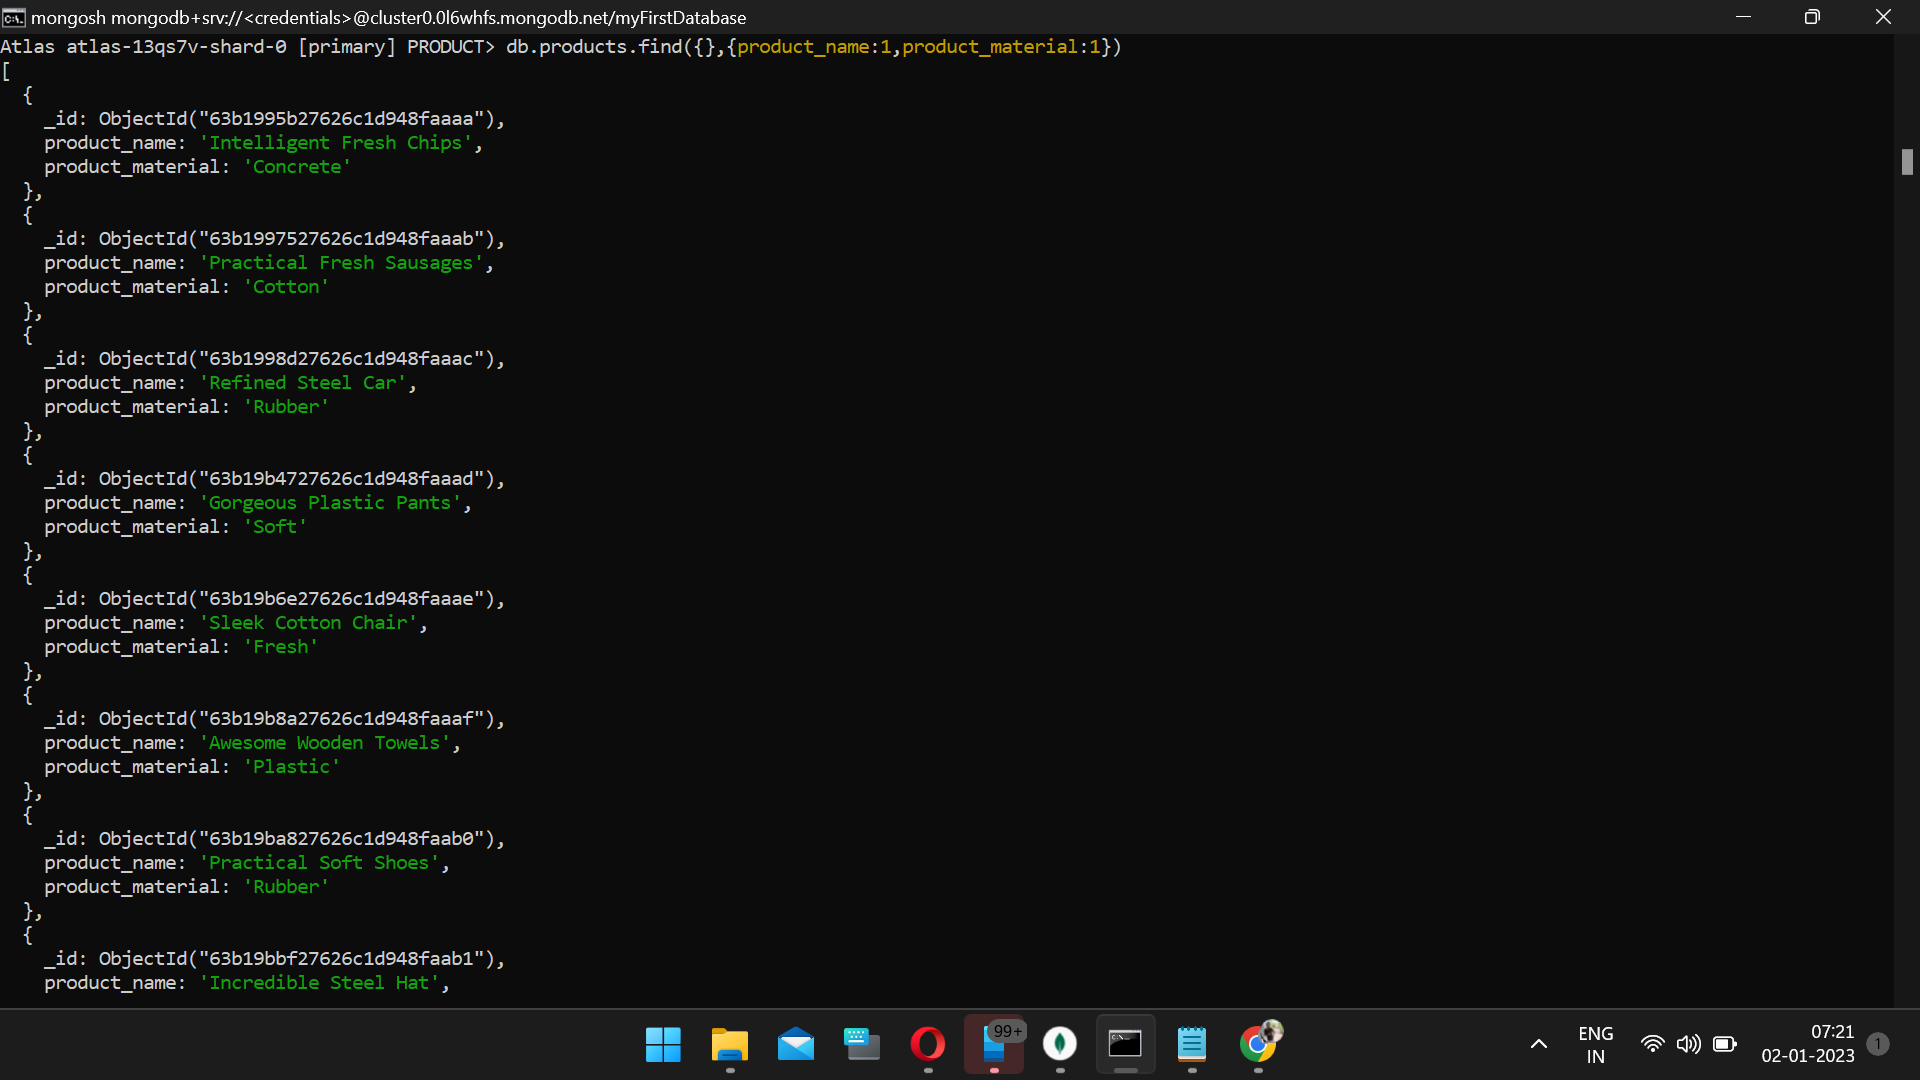 mongosh mongodb+srv://<credentials>@cluster0.0l6whfs.mongodb.net/myFirstDatabase
Atlas atlas-13qs7v-shard-0 [primary] PRODUCT> db.products.find({},{product_name:1,product_material:1})
[
  {
    _id: ObjectId("63b1995b27626c1d948faaaa"),
    product_name: 'Intelligent Fresh Chips',
    product_material: 'Concrete'
  },
  {
    _id: ObjectId("63b1997527626c1d948faaab"),
    product_name: 'Practical Fresh Sausages',
    product_material: 'Cotton'
  },
  {
    _id: ObjectId("63b1998d27626c1d948faaac"),
    product_name: 'Refined Steel Car',
    product_material: 'Rubber'
  },
  {
    _id: ObjectId("63b19b4727626c1d948faaad"),
    product_name: 'Gorgeous Plastic Pants',
    product_material: 'Soft'
  },
  {
    _id: ObjectId("63b19b6e27626c1d948faaae"),
    product_name: 'Sleek Cotton Chair',
    product_material: 'Fresh'
  },
  {
    _id: ObjectId("63b19b8a27626c1d948faaaf"),
    product_name: 'Awesome Wooden Towels',
    product_material: 'Plastic'
  },
  {
    _id: ObjectId("63b19ba827626c1d948faab0"),
    product_name: 'Practical Soft Shoes',
    product_material: 'Rubber'
  },
  {
    _id: ObjectId("63b19bbf27626c1d948faab1"),
    product_name: 'Incredible Steel Hat',
99+
ENG
IN
07:21
02-01-2023
1